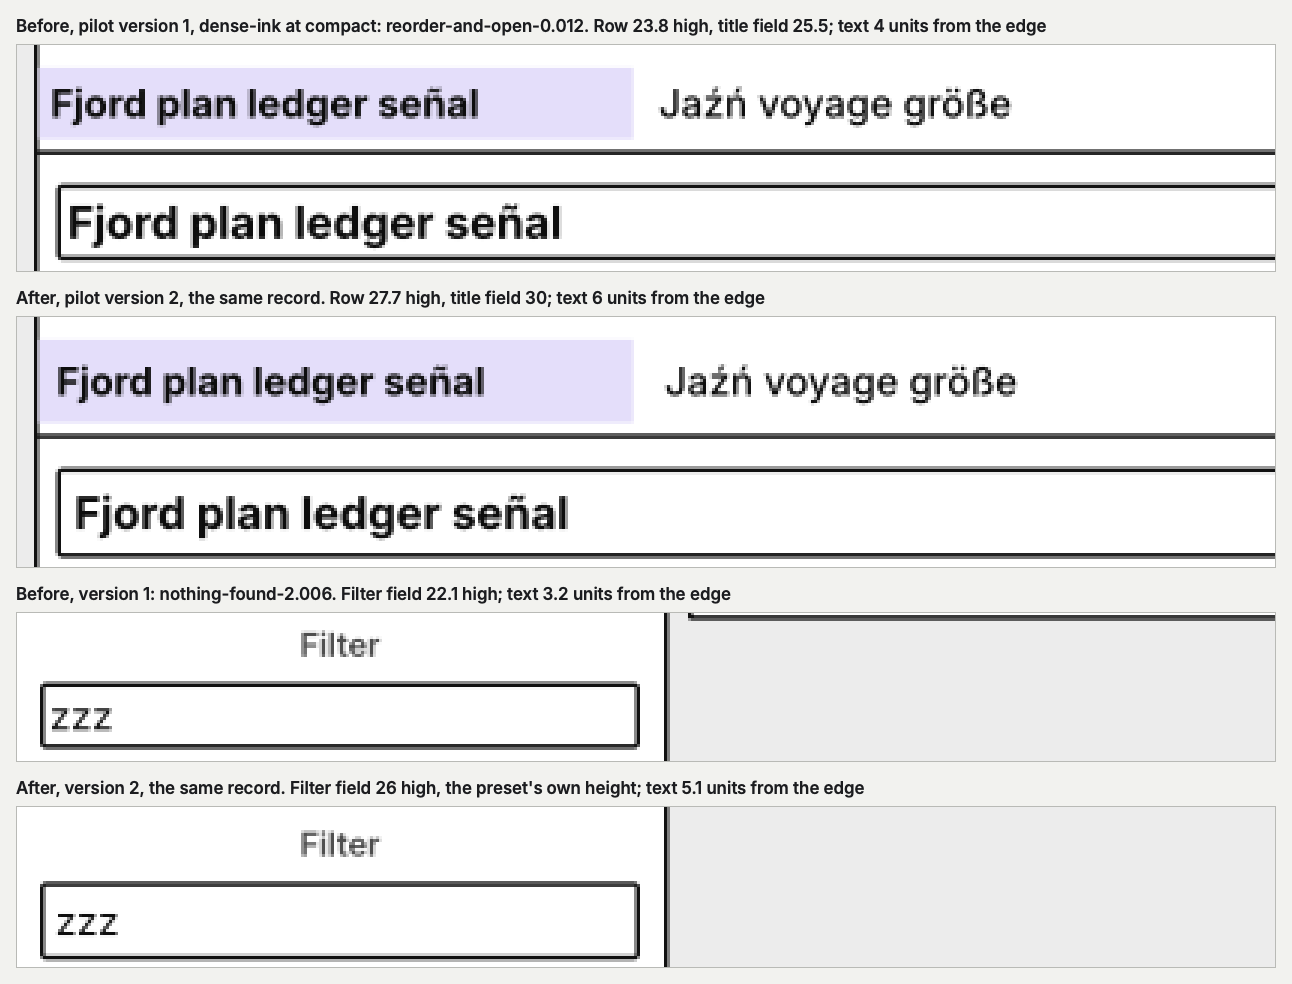 Before, pilot version 1, dense-ink at compact: reorder-and-open-0.012. Row 23.8 high, title field 25.5; text 4 units from the edge
Fjord plan ledger señal Jaźń voyage größe
Fjord plan ledger señal
After, pilot version 2, the same record. Row 27.7 high, title field 30; text 6 units from the edge
Fjord plan ledger señal Jaźń voyage größe
Fjord plan ledger señal
Before, version 1: nothing-found-2.006. Filter field 22.1 high; text 3.2 units from the edge
Filter
zzz
After, version 2, the same record. Filter field 26 high, the preset's own height; text 5.1 units from the edge
Filter
zzz